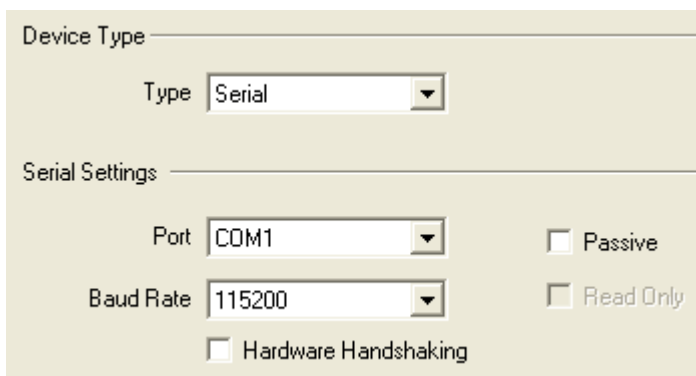 Device Type
Type Serial
Serial Settings
Port COM1 Passive
Baud Rate 115200 Read Only
Hardware Handshaking